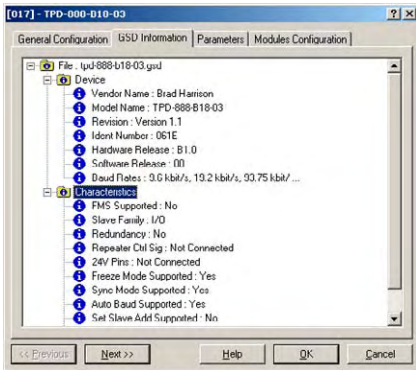 [017] - TPD-000-B10-03
General Configuration GSD Information Parameters Modules Configuration
File : tpd-888-b18-03.gsd
Device
Vendor Name : Brad Harrison
Model Name : TPD-888-B18-03
Revision : Version 1.1
Ident Number : 061E
Hardware Release : B1.0
Software Release : 00
Baud Rates : 9.6 kbit/s, 19.2 kbit/s, 93.75 kbit/ ...
Characteristics
FMS Supported : No
Slave Family : I/O
Redundancy : No
Repeater Ctrl Sig : Not Connected
24V Pins : Not Connected
Freeze Mode Supported : Yes
Sync Mode Supported : Yes
Auto Baud Supported : Yes
Set Slave Add Supported : No
<< Previous Next >> Help OK Cancel